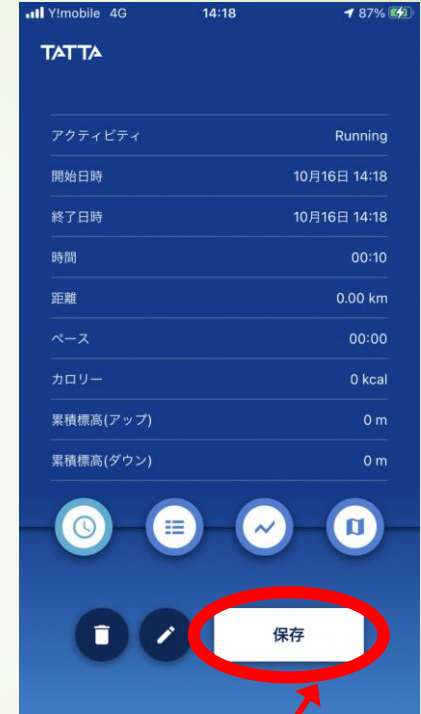 Y!mobile 4G 14:18 87%
TATTA
アクティビティ Running
開始日時 10月16日 14:18
終了日時 10月16日 14:18
時間 00:10
距離 0.00 km
ペース 00:00
カロリー 0 kcal
累積標高(アップ) 0 m
累積標高(ダウン) 0 m
保存